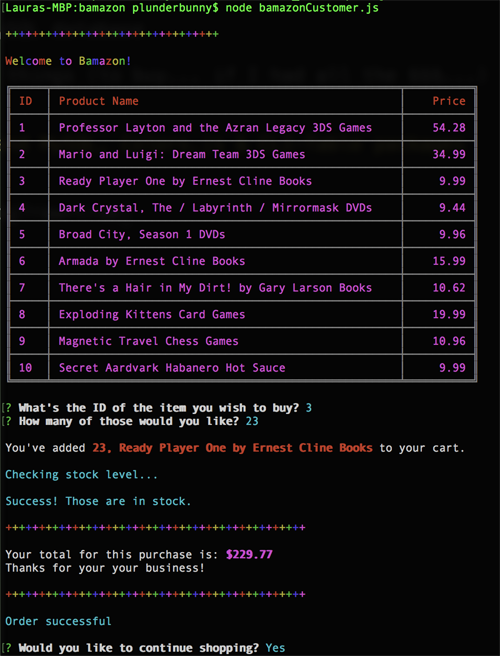 [Lauras-MBP:bamazon plunderbunny$ node bamazonCustomer.js
+++++++++++++++++++++++++++++++++++
Welcome to Bamazon!
ID Product Name Price
1 Professor Layton and the Azran Legacy 3DS Games 54.28
2 Mario and Luigi: Dream Team 3DS Games 34.99
3 Ready Player One by Ernest Cline Books 9.99
4 Dark Crystal, The / Labyrinth / Mirrormask DVDs 9.44
5 Broad City, Season 1 DVDs 9.96
6 Armada by Ernest Cline Books 15.99
7 There's a Hair in My Dirt! by Gary Larson Books 10.62
8 Exploding Kittens Card Games 19.99
9 Magnetic Travel Chess Games 10.96
10 Secret Aardvark Habanero Hot Sauce 9.99
[? What's the ID of the item you wish to buy? 3
[? How many of those would you like? 23
You've added 23, Ready Player One by Ernest Cline Books to your cart.
Checking stock level...
Success! Those are in stock.
+++++++++++++++++++++++++++++++++++++++++++++++++
Your total for this purchase is: $229.77
Thanks for your your business!
+++++++++++++++++++++++++++++++++++++++++++++++++
Order successful
[? Would you like to continue shopping? Yes